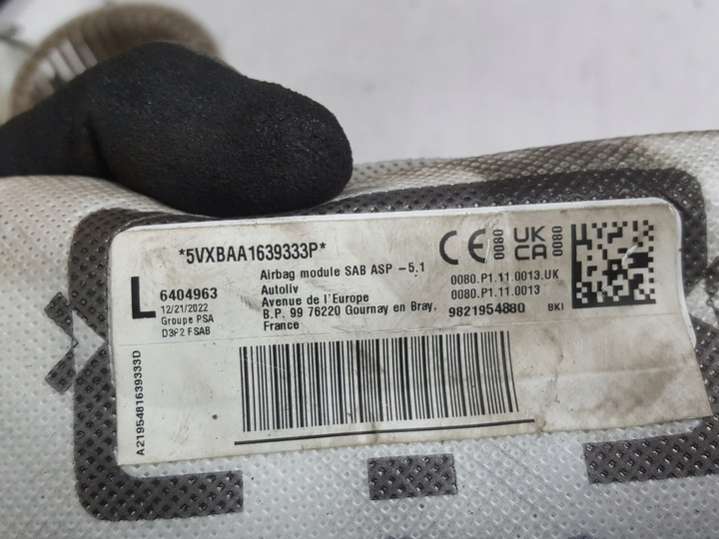 *5VXBAA1639333P*
L
6404963
12/21/2022
Groupe PSA
D3P2 FSAB
Airbag module SAB ASP -5.1
Autoliv
Avenue de l'Europe
B.P. 99 76220 Gournay en Bray,
France
CE 0080 UK CA 0080
0080.P1.11.0013.UK
0080.P1.11.0013
9821954880 BKI
A2195481639333D